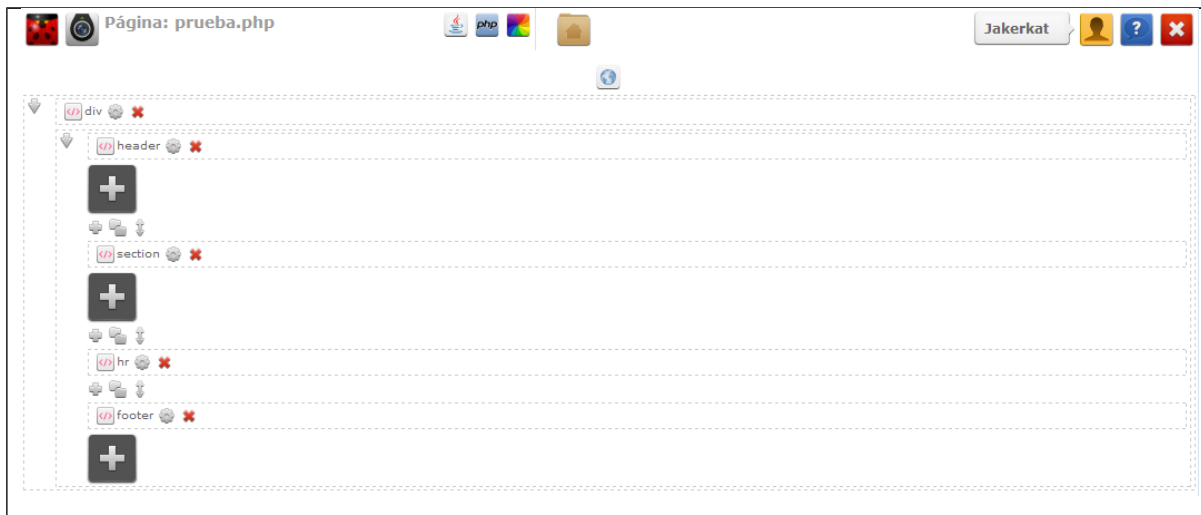 Página: prueba.php
php
Jakerkat
?
</> div
</> header
</> section
</> hr
</> footer